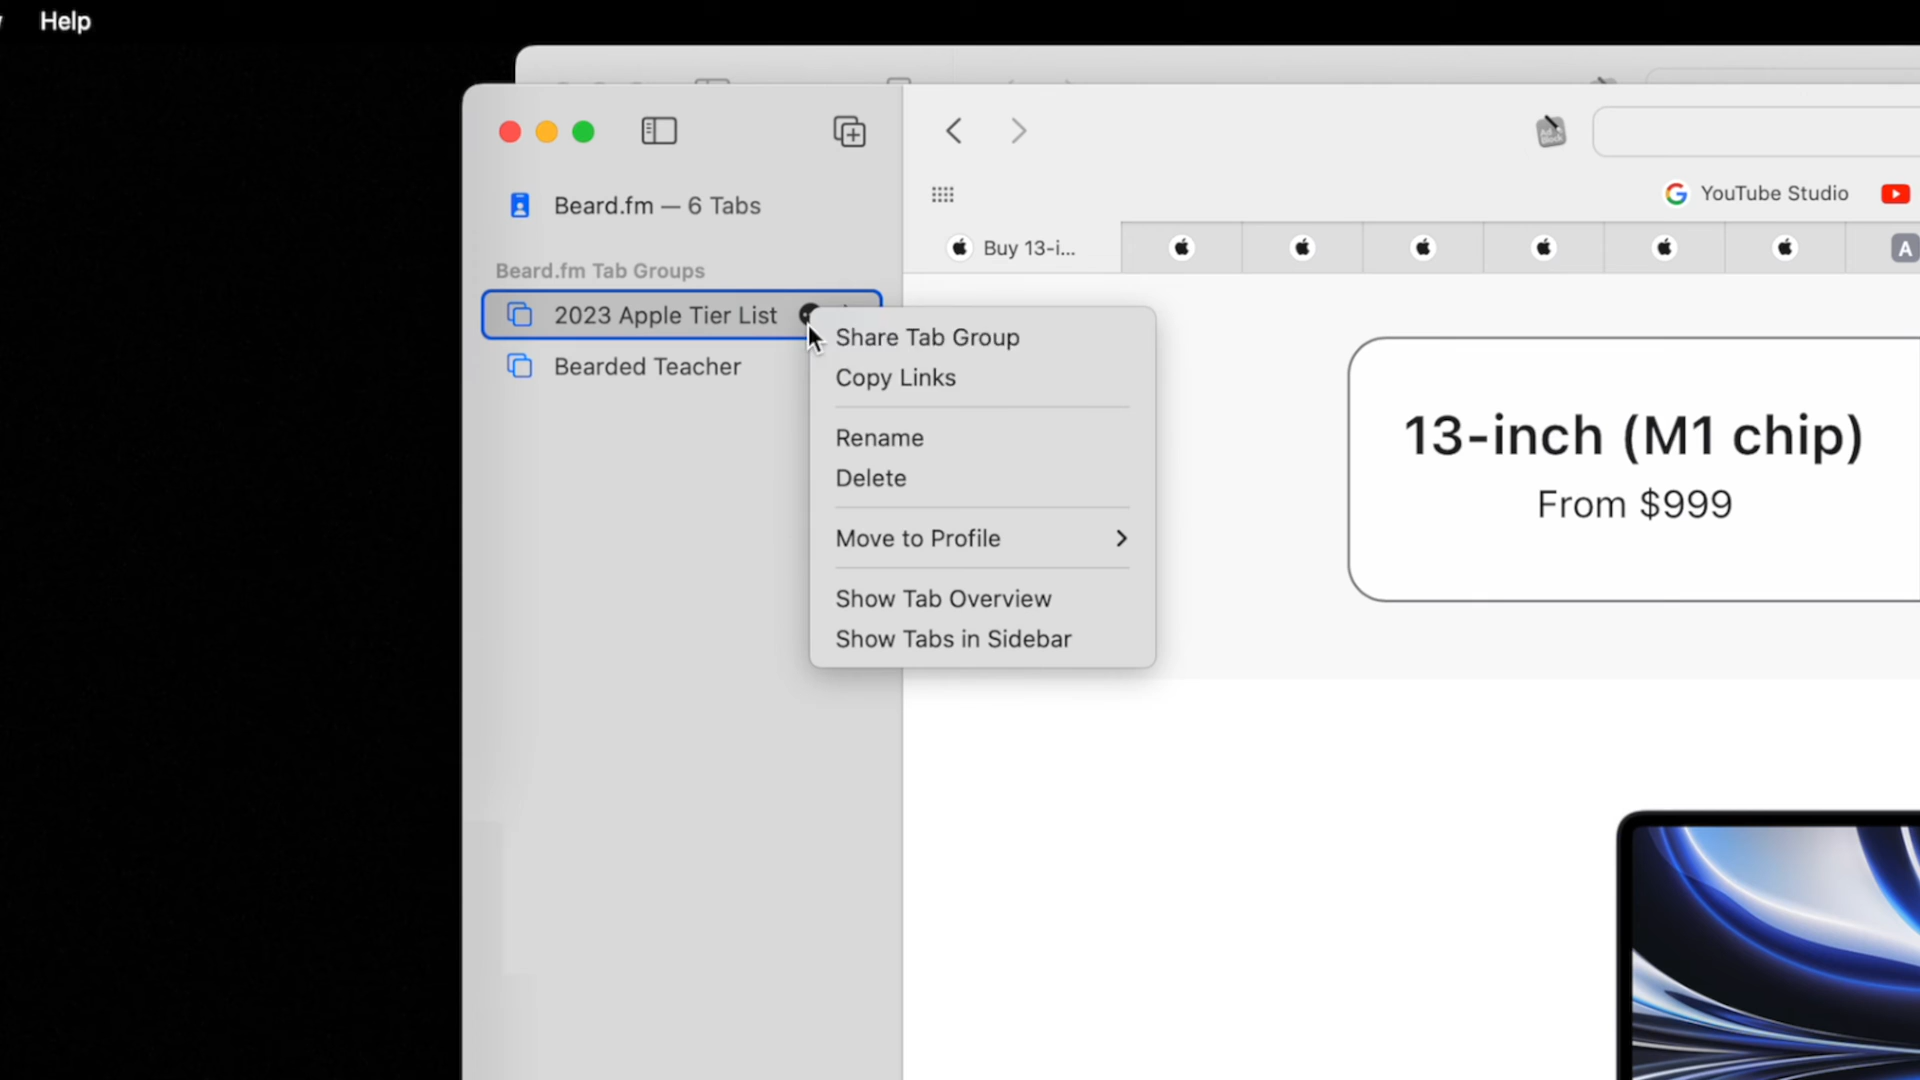 Help
Beard.fm — 6 Tabs
YouTube Studio
Buy 13-i...
A
Beard.fm Tab Groups
2023 Apple Tier List
Bearded Teacher
Share Tab Group
Copy Links
Rename
Delete
Move to Profile
Show Tab Overview
Show Tabs in Sidebar
13-inch (M1 chip)
From $999